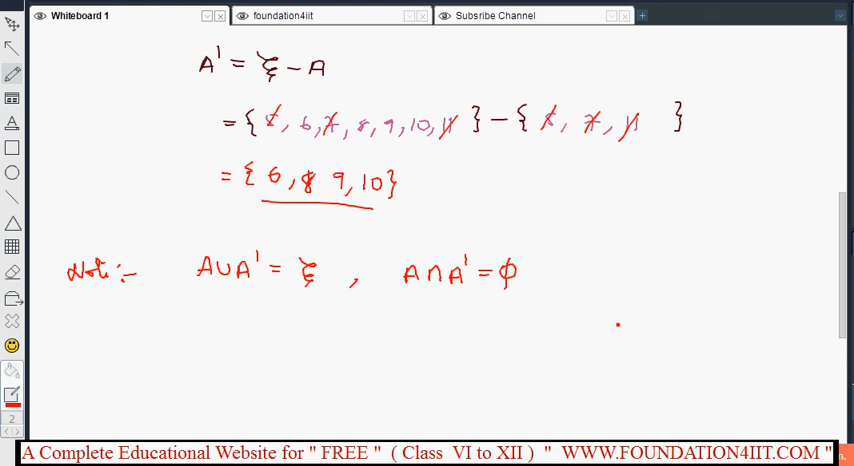 Whiteboard 1
foundation4iit
Subsribe Channel
A' = ξ - A
= { 5, 6, 7, 8, 9, 10, 11 } - { 5, 7, 11 }
= { 6, 8 9, 10}
Note:- A∪A' = ξ , A∩A' = ϕ
2
A Complete Educational Website for " FREE " ( Class VI to XII ) " WWW.FOUNDATION4IIT.COM "